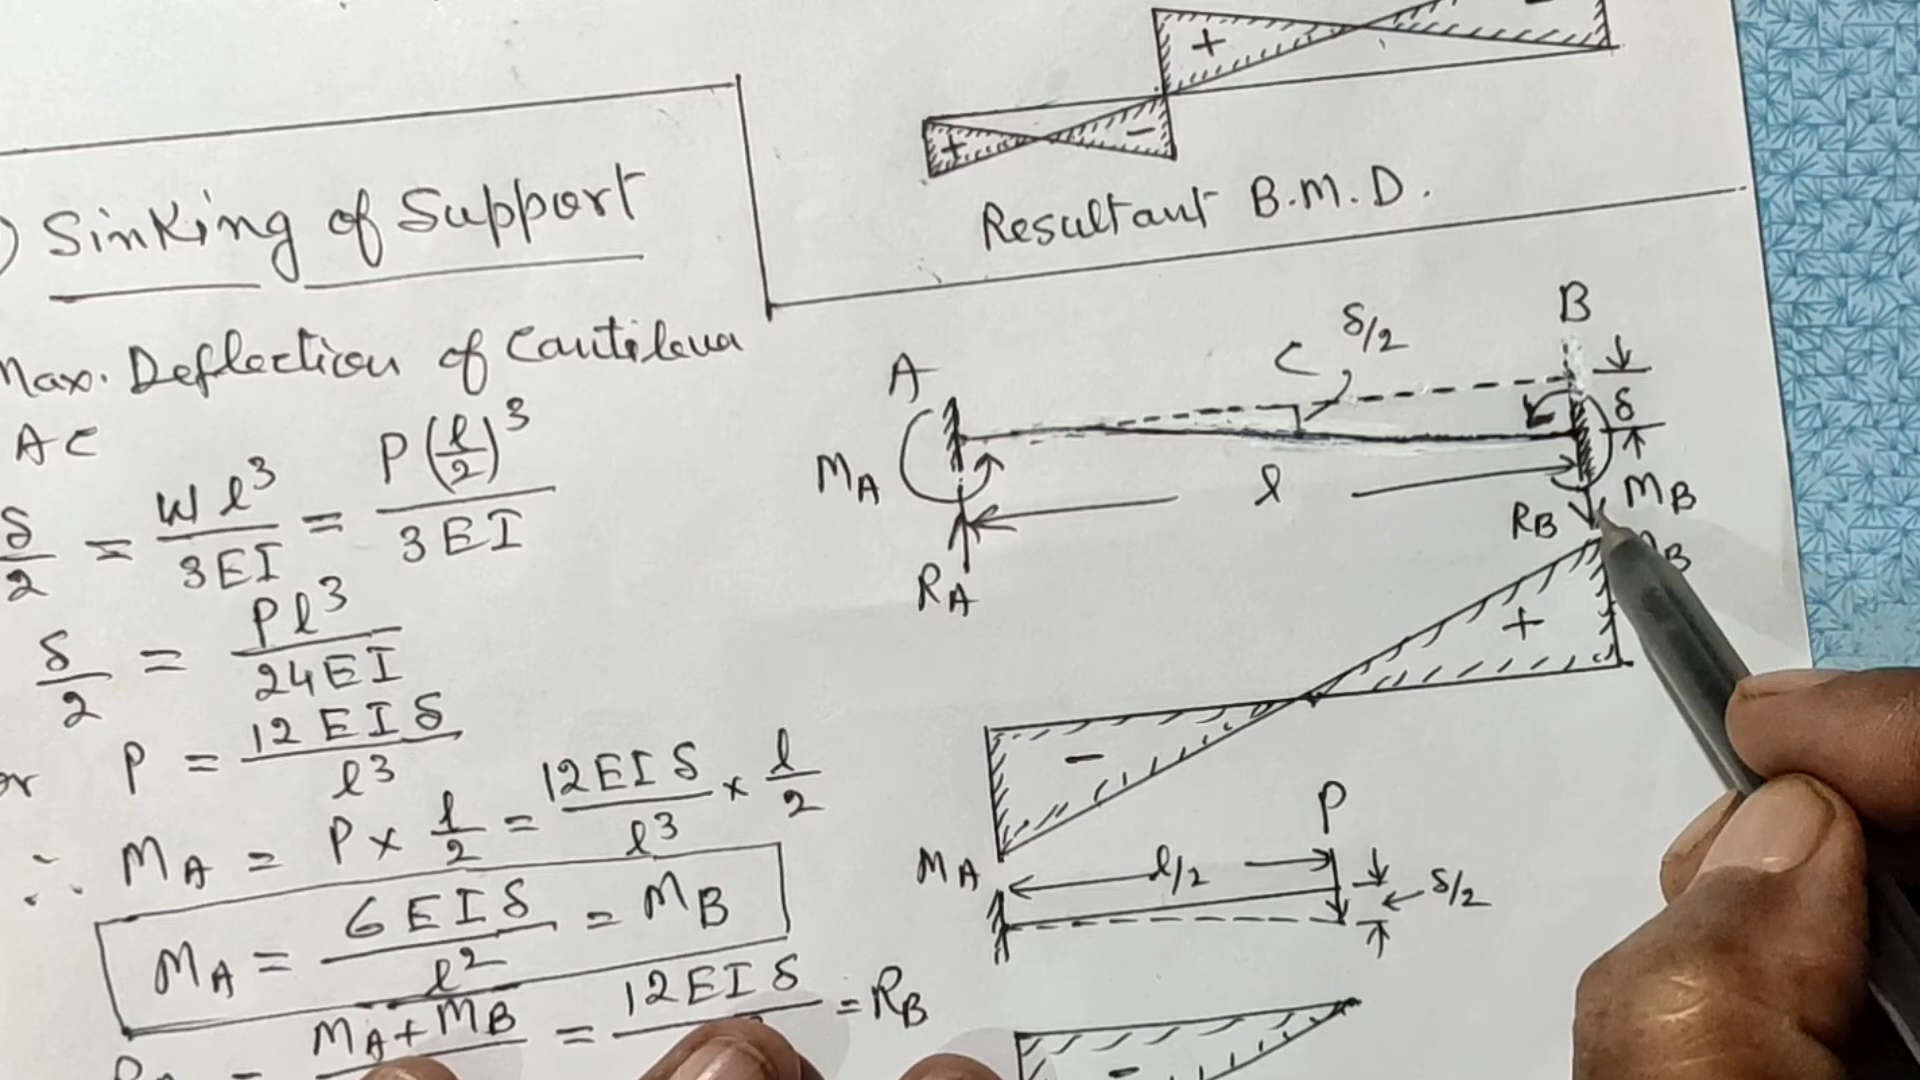 +
-
+
-
Resultant B.M.D.
) Sinking of Support
Max. Deflection of Cantilever
AC
δ/2 = Wl³/3EI = P(l/2)³/3EI
δ/2 = Pl³/24EI
or P = 12EIδ/l³
∴ MA = P × l/2 = 12EIδ/l³ × l/2
MA = 6EIδ/l² = MB
MA + MB = 12EIδ = RB
A
C
δ/2
B
δ
MA
l
RB
MB
RA
+
-
MA
P
l/2
δ/2
-